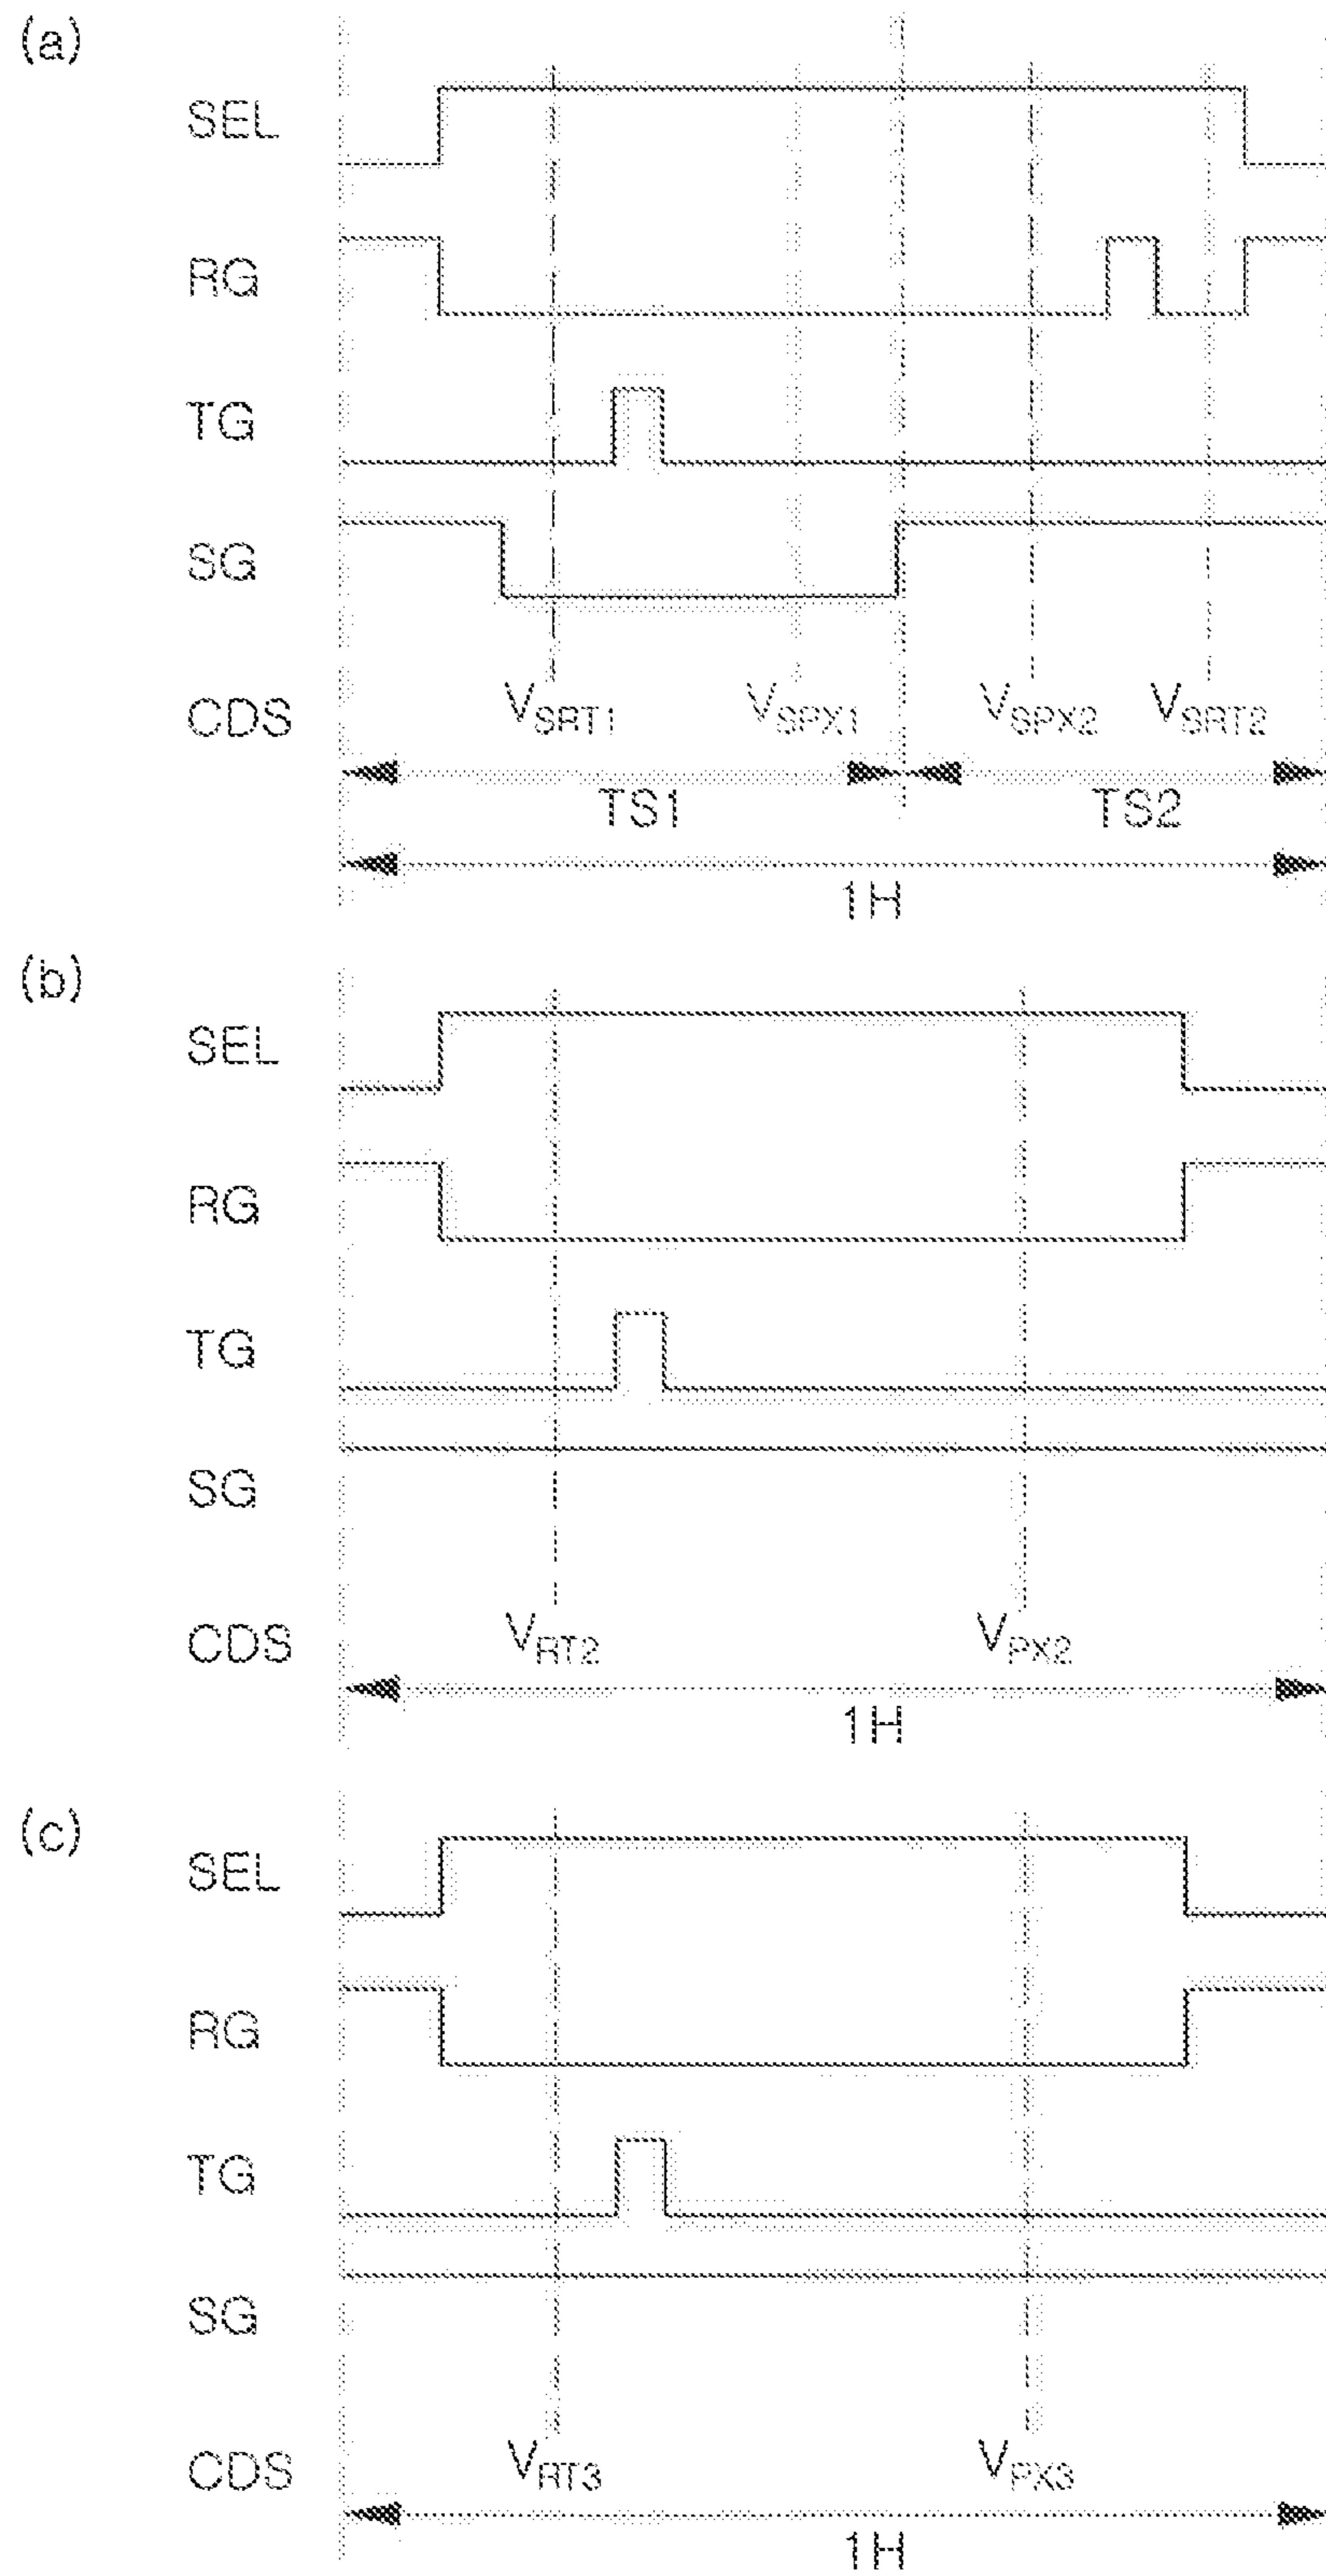 (a)
SEL
RG
TG
SG
CDS
VSRT1 VSPX1 VSPX2 VSRT2
TS1 TS2
1H
(b)
SEL
RG
TG
SG
CDS
VRT2 VPX2
1H
(c)
SEL
RG
TG
SG
CDS
VRT3 VPX3
1H